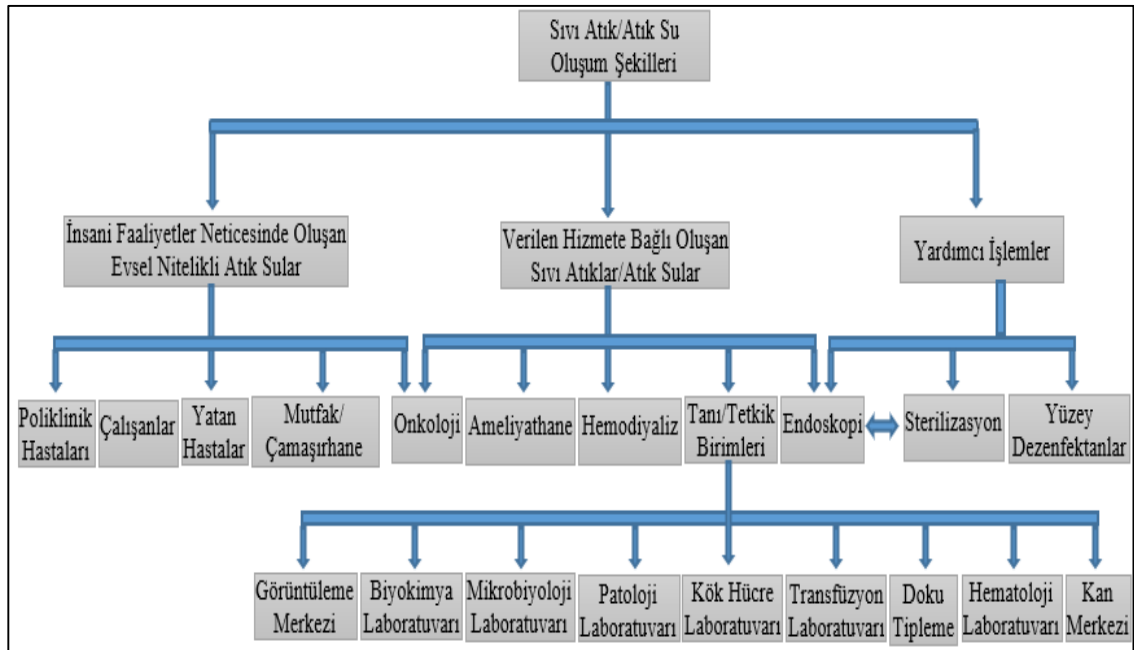 Sıvı Atık/Atık Su
Oluşum Şekilleri
İnsani Faaliyetler Neticesinde Oluşan
Evsel Nitelikli Atık Sular
Verilen Hizmete Bağlı Oluşan
Sıvı Atıklar/Atık Sular
Yardımcı İşlemler
Poliklinik
Hastaları
Çalışanlar
Yatan
Hastalar
Mutfak/
Çamaşırhane
Onkoloji
Ameliyathane
Hemodiyaliz
Tanı/Tetkik
Birimleri
Endoskopi
Sterilizasyon
Yüzey
Dezenfektanlar
Görüntüleme
Merkezi
Biyokimya
Laboratuvarı
Mikrobiyoloji
Laboratuvarı
Patoloji
Laboratuvarı
Kök Hücre
Laboratuvarı
Transfüzyon
Laboratuvarı
Doku
Tipleme
Hematoloji
Laboratuvarı
Kan
Merkezi